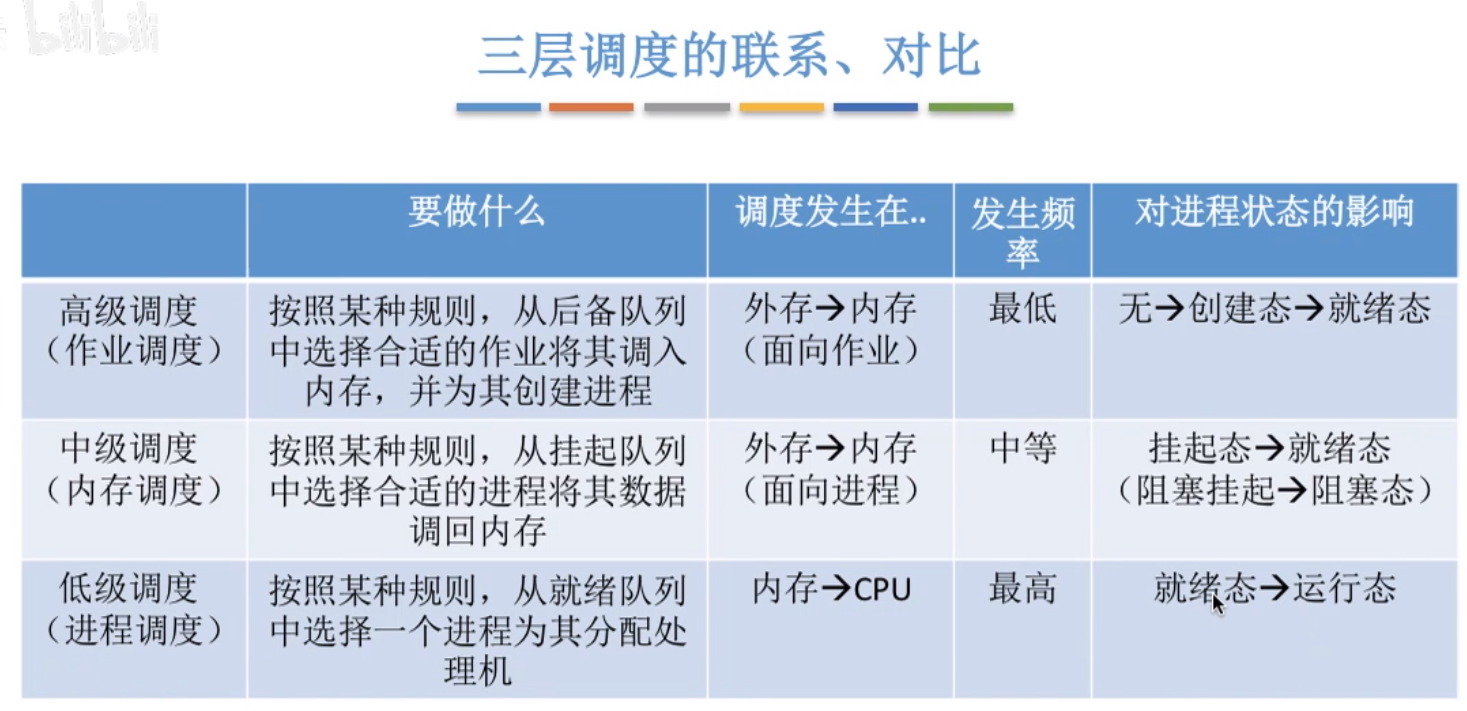 bilibili
三层调度的联系、对比
要做什么
调度发生在..
发生频
率
对进程状态的影响
高级调度
（作业调度）
按照某种规则，从后备队列
中选择合适的作业将其调入
内存，并为其创建进程
外存→内存
（面向作业）
最低
无→创建态→就绪态
中级调度
（内存调度）
按照某种规则，从挂起队列
中选择合适的进程将其数据
调回内存
外存→内存
（面向进程）
中等
挂起态→就绪态
（阻塞挂起→阻塞态）
低级调度
（进程调度）
按照某种规则，从就绪队列
中选择一个进程为其分配处
理机
内存→CPU
最高
就绪态→运行态